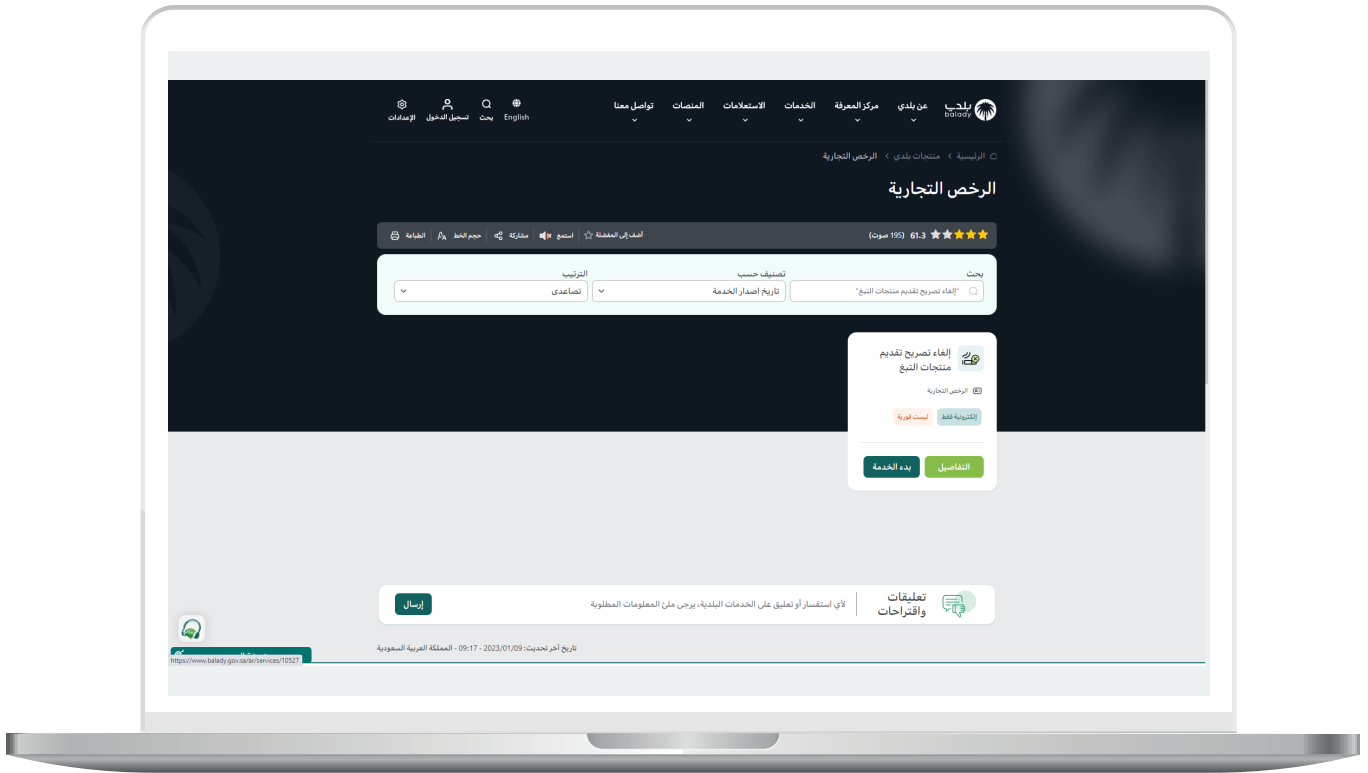 بلدي
balady
عن بلدي
مركز المعرفة
الخدمات
الاستعلامات
المنصات
تواصل معنا
English
بحث
تسجيل الدخول
الإعدادات
الرئيسية
منتجات بلدي
الرخص التجارية
الرخص التجارية
61.3 (195 صوت)
أضف إلى المفضلة
استمع
مشاركة
حجم الخط
الطباعة
بحث
تصنيف حسب
الترتيب
"إلغاء تصريح تقديم منتجات التبغ"
تاريخ إصدار الخدمة
تصاعدى
إلغاء تصريح تقديم
منتجات التبغ
الرخص التجارية
إلكترونية فقط
ليست فورية
التفاصيل
بدء الخدمة
تعليقات
واقتراحات
لأي استفسار أو تعليق على الخدمات البلدية، يرجى ملئ المعلومات المطلوبة
إرسال
تاريخ آخر تحديث: 2023/01/09 - 09:17 - المملكة العربية السعودية
https://www.balady.gov.sa/ar/services/10527